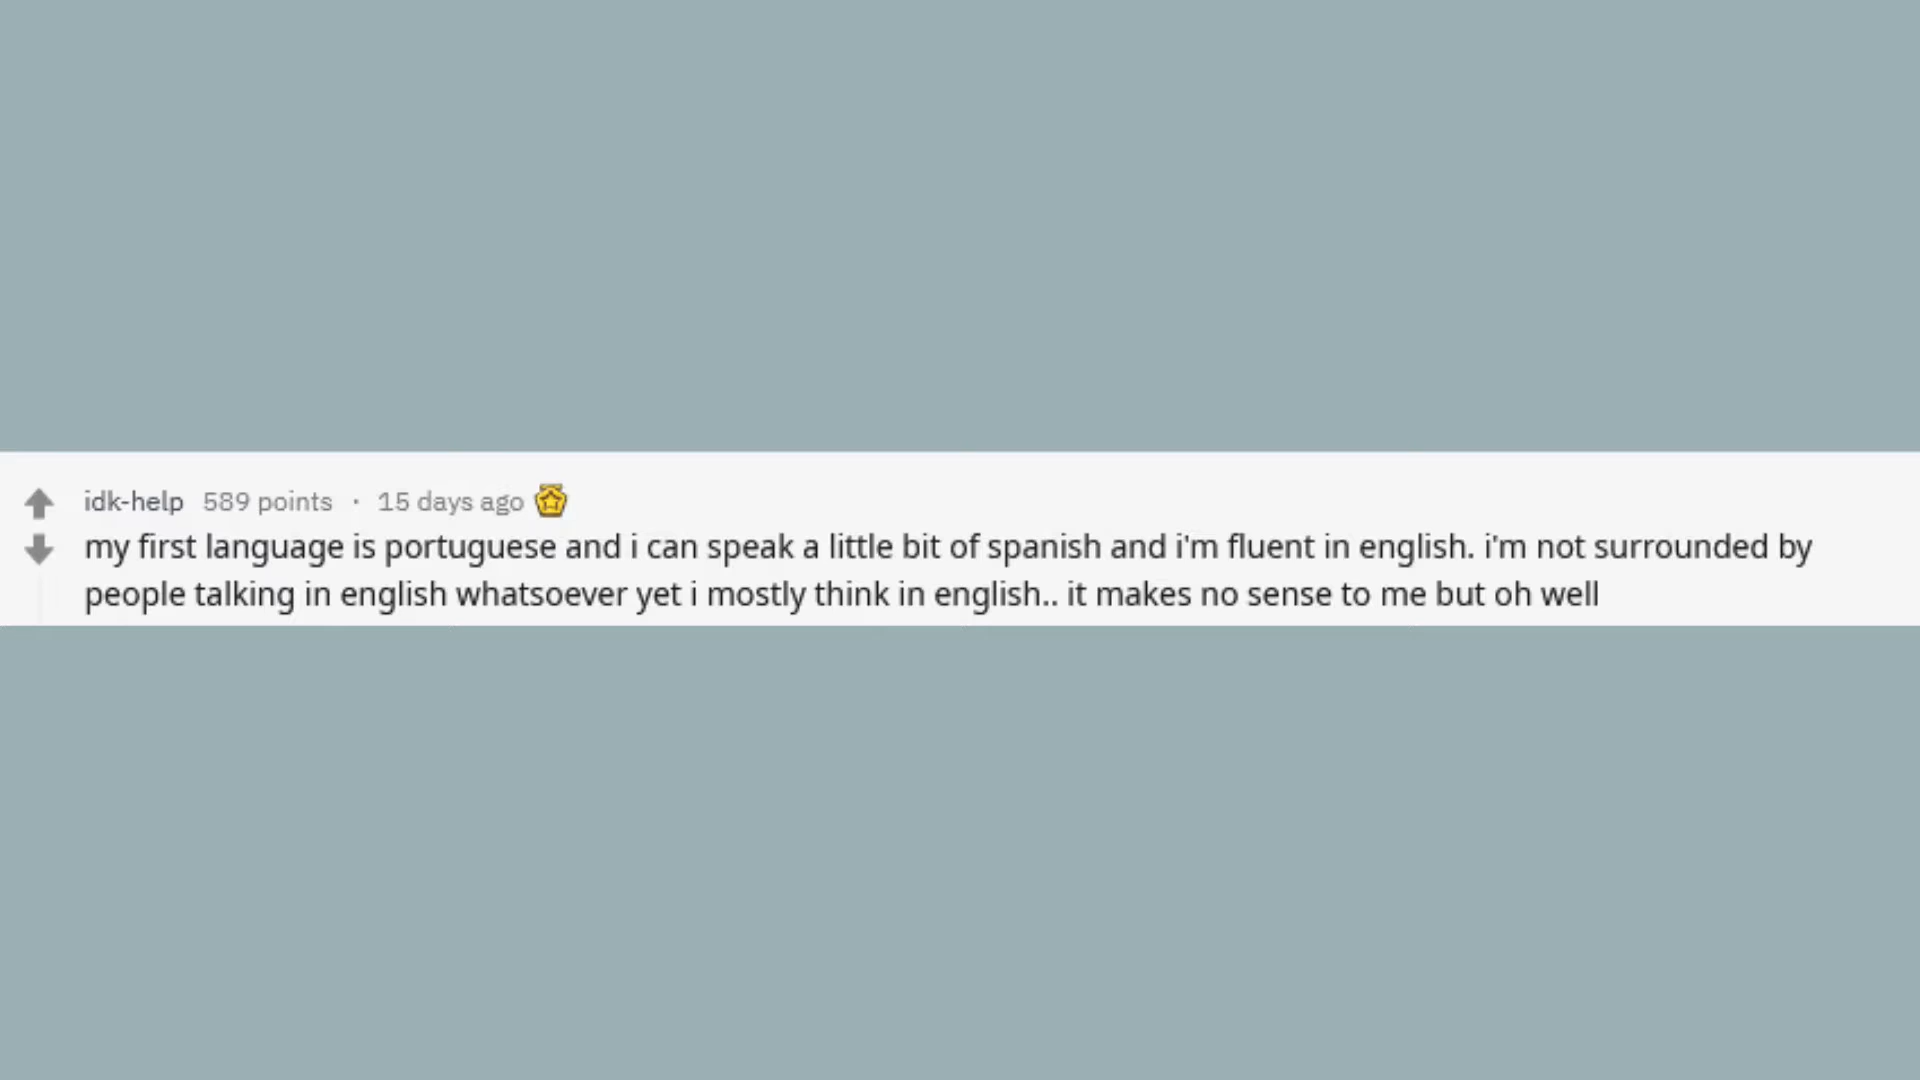 idk-help 589 points · 15 days ago
my first language is portuguese and i can speak a little bit of spanish and i'm fluent in english. i'm not surrounded by
people talking in english whatsoever yet i mostly think in english.. it makes no sense to me but oh well